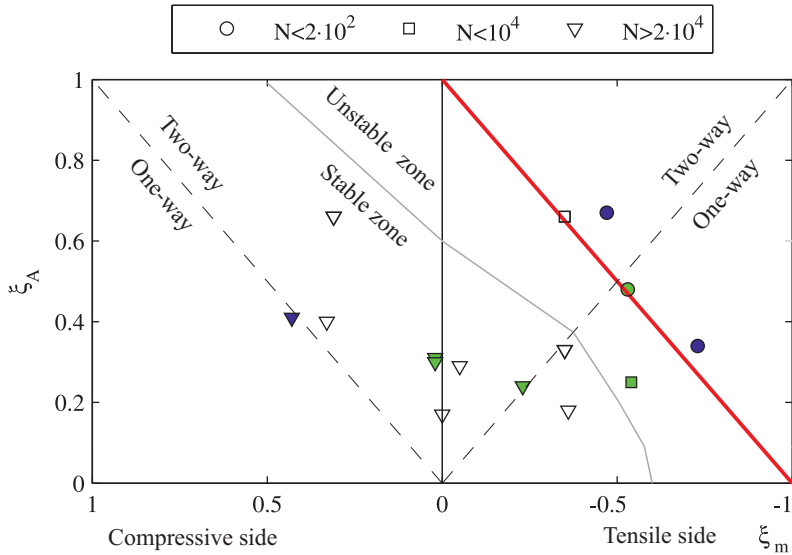 N<2·10²
N<10⁴
N>2·10⁴
1
0.8
0.6
0.4
0.2
0
ξ_A
Two-way
One-way
Unstable zone
Stable zone
Two-way
One-way
1
0.5
0
-0.5
-1
Compressive side
Tensile side
ξ_m